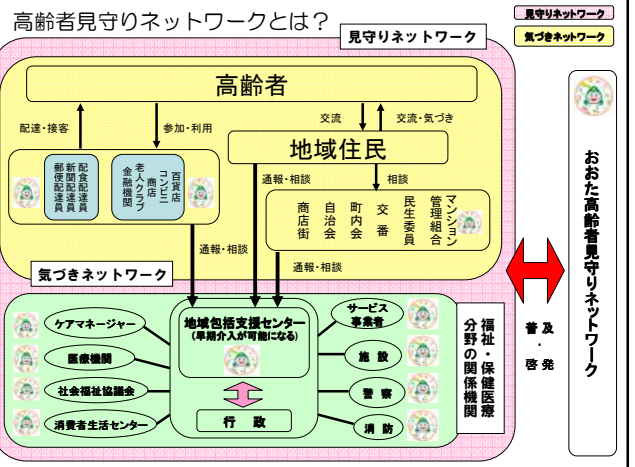 高齢者見守りネットワークとは？
見守りネットワーク
気づきネットワーク
見守りネットワーク
高齢者
配達・接客
参加・利用
交流
交流・気づき
地域住民
配食配達員
新聞配達員
郵便配達員
百貨店
コンビニ
商店
老人クラブ
金融機関
通報・相談
相談
マンション
管理組合
民生委員
交番
町内会
自治会
商店街
通報・相談
通報・相談
気づきネットワーク
地域包括支援センター
(早期介入が可能になる)
行政
ケアマネージャー
医療機関
社会福祉協議会
消費者生活センター
サービス
事業者
施設
警察
消防
福祉・保健医療
分野の関係機関
普及
・
啓発
おおた高齢者見守りネットワーク